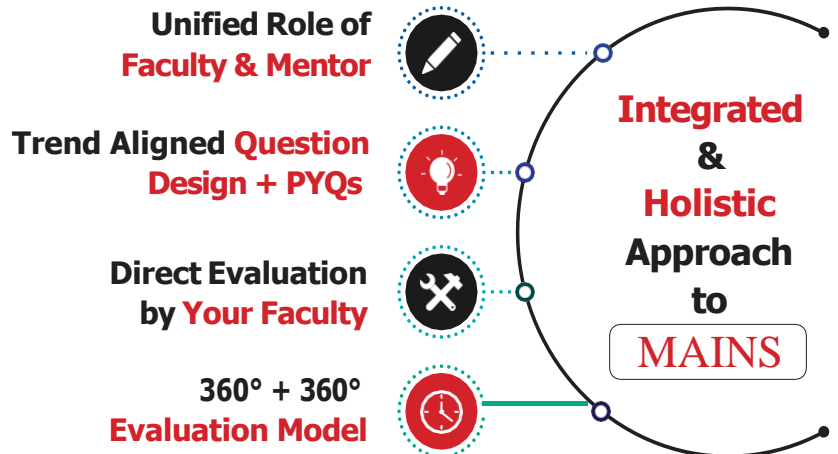 Unified Role of
Faculty & Mentor
Trend Aligned Question
Design + PYQs
Direct Evaluation
by Your Faculty
360° + 360°
Evaluation Model
Integrated
&
Holistic
Approach
to
MAINS